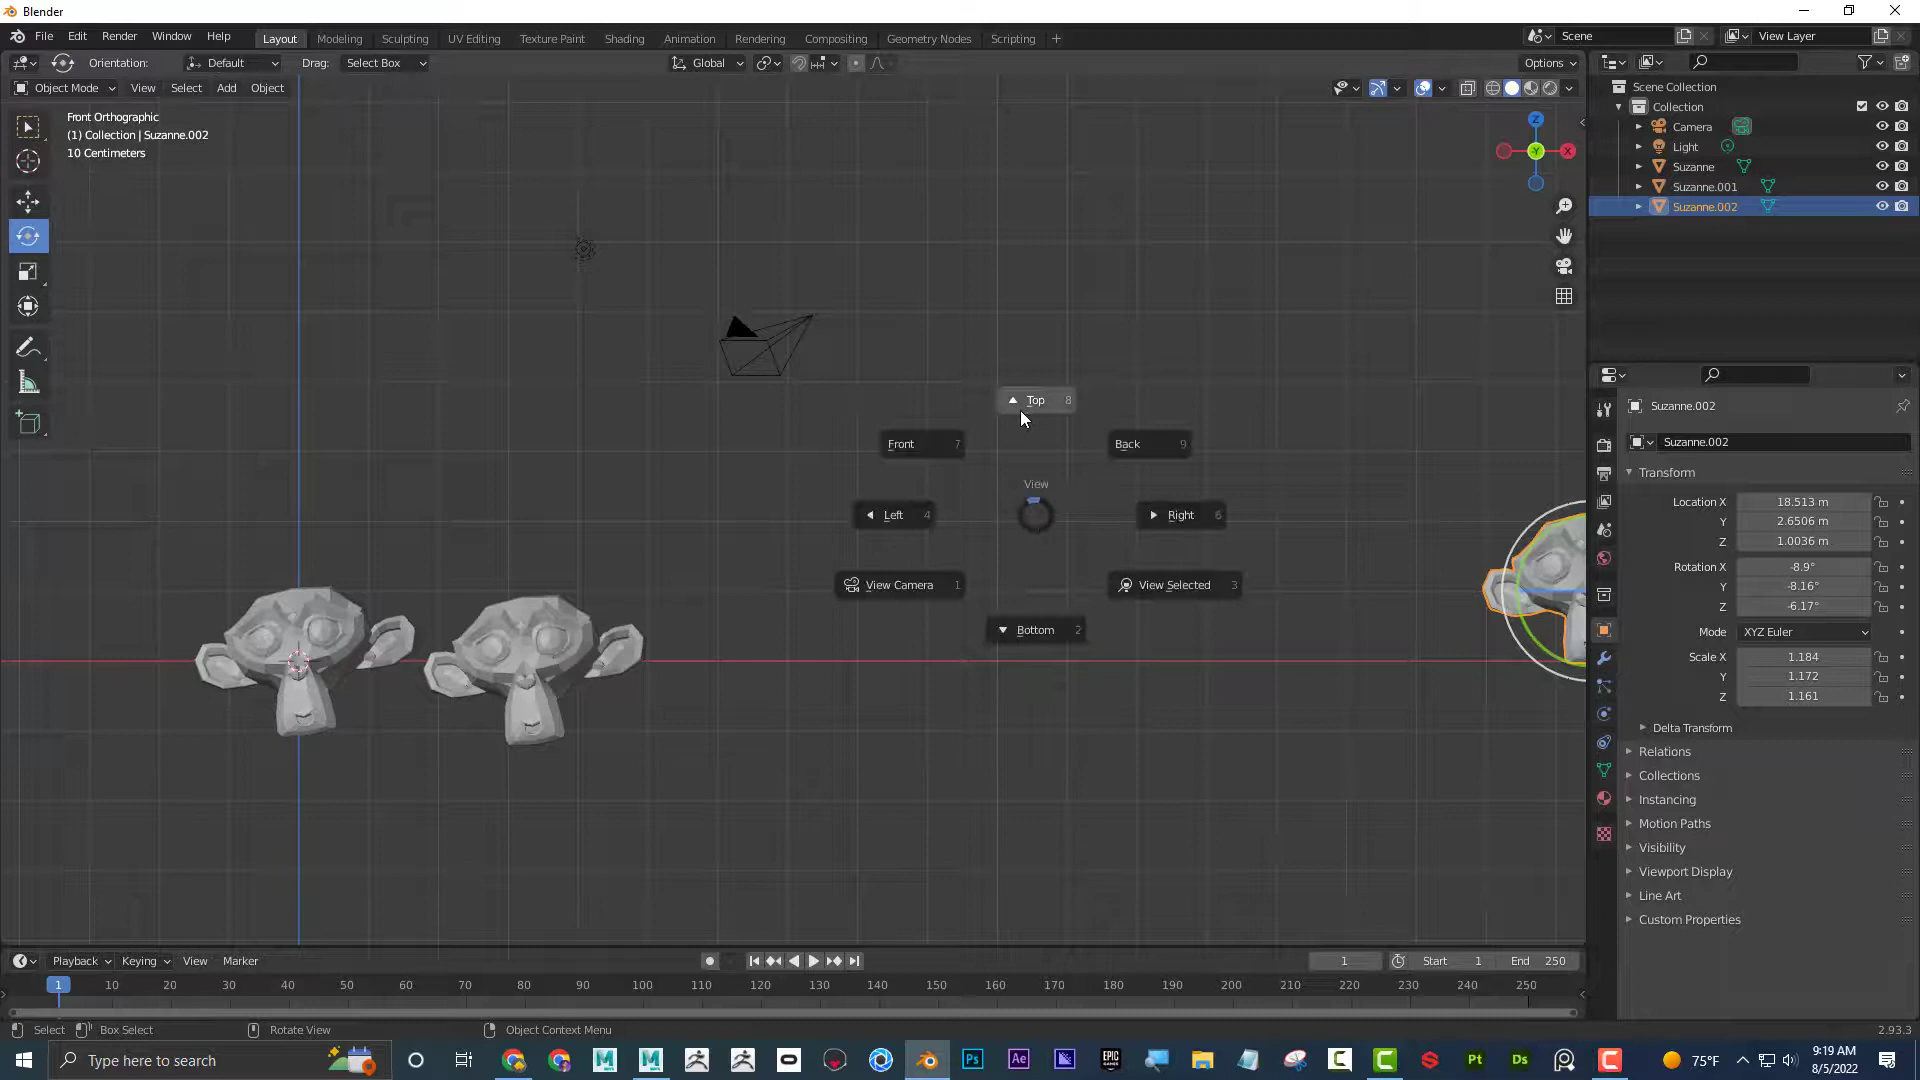 Blender
File Edit Render Window Help
Layout Modeling Sculpting UV Editing Texture Paint Shading Animation Rendering Compositing Geometry Nodes Scripting +
Scene
View Layer
Orientation: Default Drag: Select Box
Global
Options
Object Mode View Select Add Object
Front Orthographic
(1) Collection | Suzanne.002
10 Centimeters
Z
-Y
X
Scene Collection
Collection
Camera
Light
Suzanne
Suzanne.001
Suzanne.002
Top 8
Front 7
Back 9
View
Left 4
Right 6
View Camera 1
View Selected 3
Bottom 2
Suzanne.002
Suzanne.002
Transform
Location X 18.513 m
Y 2.6506 m
Z 1.0036 m
Rotation X -8.9°
Y -8.16°
Z -6.17°
Mode XYZ Euler
Scale X 1.184
Y 1.172
Z 1.161
Delta Transform
Relations
Collections
Instancing
Motion Paths
Visibility
Viewport Display
Line Art
Custom Properties
Playback Keying View Marker
1 Start 1 End 250
1 10 20 30 40 50 60 70 80 90 100 110 120 130 140 150 160 170 180 190 200 210 220 230 240 250
Select Box Select Rotate View Object Context Menu 2.93.3
Type here to search
Ps Ae EPIC GAMES Pt Ds
75°F
9:19 AM
8/5/2022